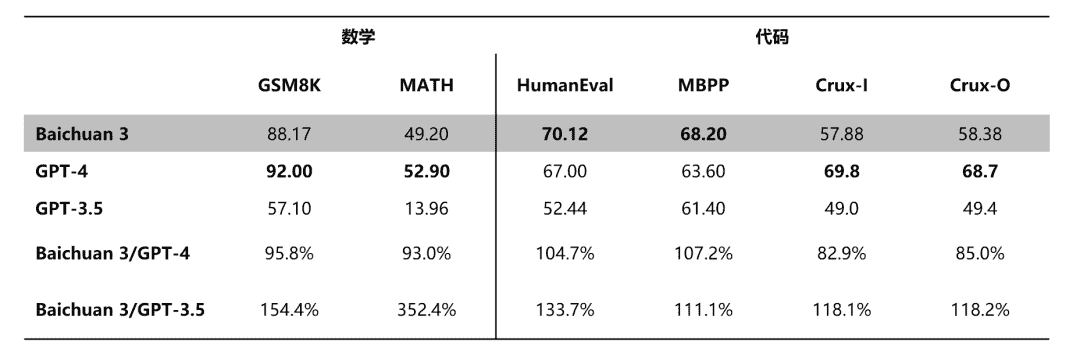 数学 代码
GSM8K MATH HumanEval MBPP Crux-I Crux-O
Baichuan 3 88.17 49.20 70.12 68.20 57.88 58.38
GPT-4 92.00 52.90 67.00 63.60 69.8 68.7
GPT-3.5 57.10 13.96 52.44 61.40 49.0 49.4
Baichuan 3/GPT-4 95.8% 93.0% 104.7% 107.2% 82.9% 85.0%
Baichuan 3/GPT-3.5 154.4% 352.4% 133.7% 111.1% 118.1% 118.2%